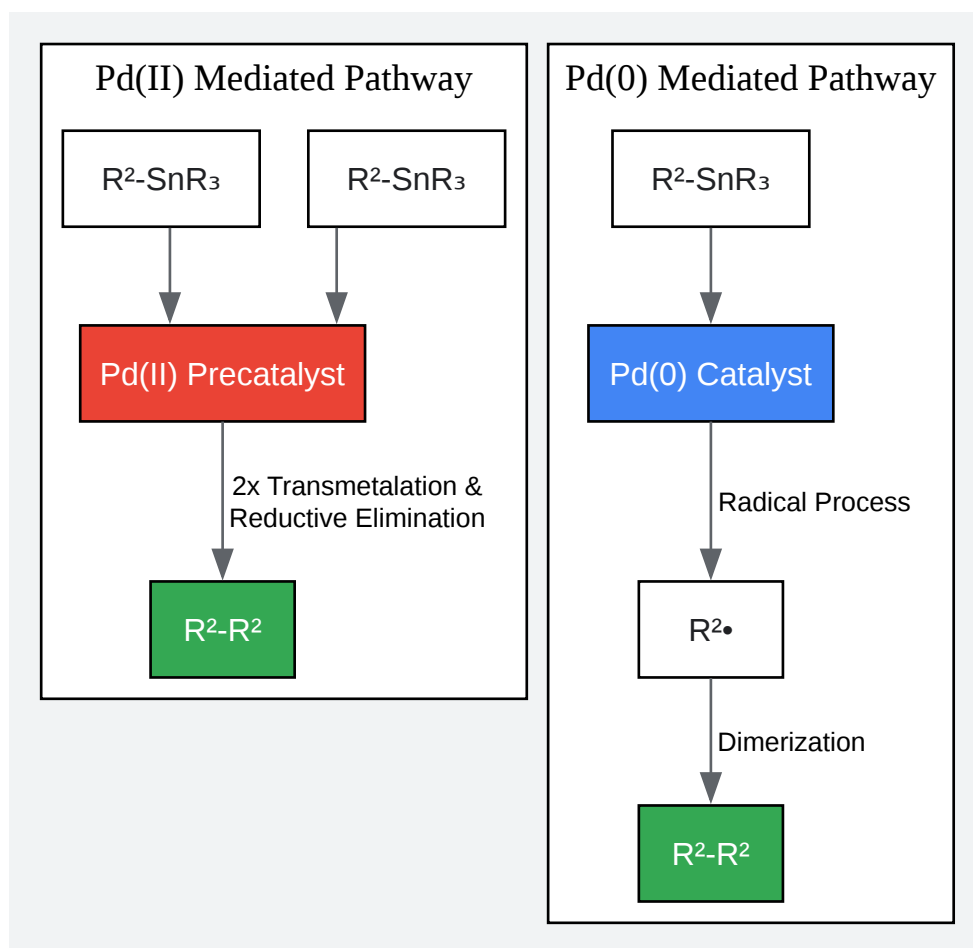 Pd(II) Mediated Pathway
R²-SnR₃
R²-SnR₃
Pd(II) Precatalyst
2x Transmetalation &
Reductive Elimination
R²-R²
Pd(0) Mediated Pathway
R²-SnR₃
Pd(0) Catalyst
Radical Process
R²•
Dimerization
R²-R²